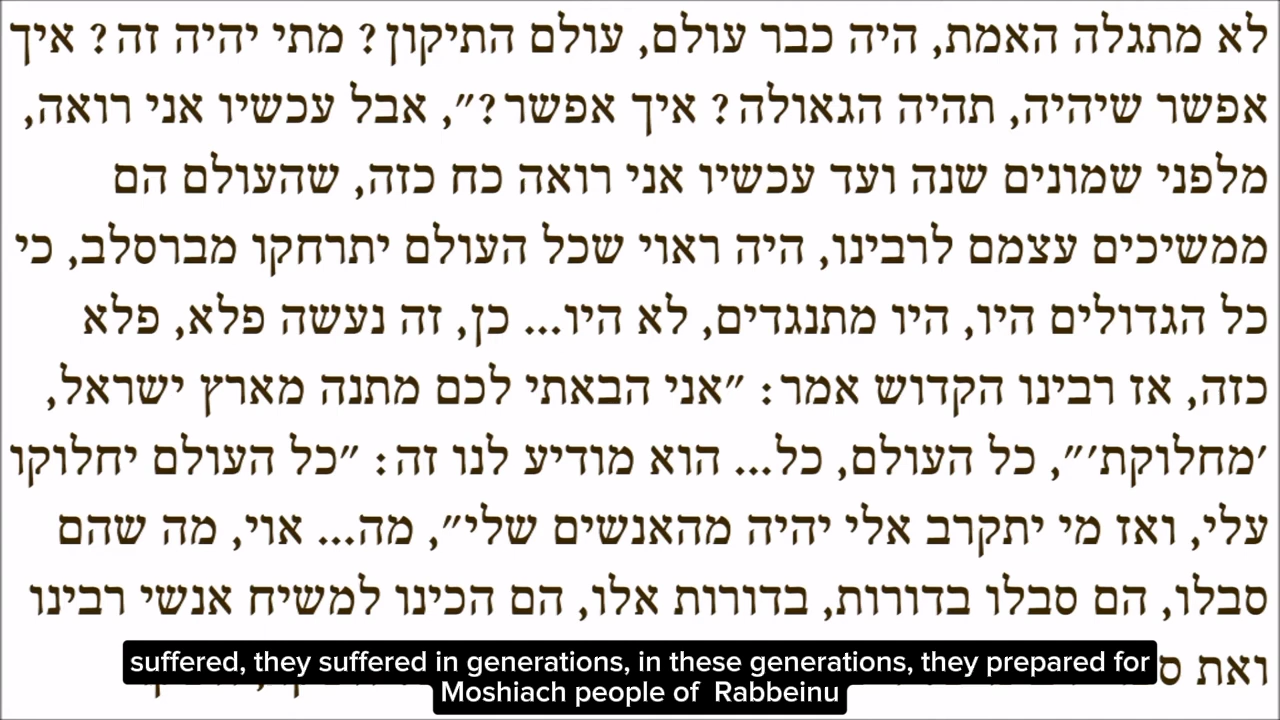 לא מתגלה האמת, היה כבר עולם, עולם התיקון? מתי יהיה זה? איך
אפשר שיהיה, תהיה הגאולה? איך אפשר?", אבל עכשיו אני רואה,
מלפני שמונים שנה ועד עכשיו אני רואה כח כזה, שהעולם הם
ממשיכים עצמם לרבינו, היה ראוי שכל העולם יתרחקו מברסלב, כי
כל הגדולים היו, היו מתנגדים, לא היו... כן, זה נעשה פלא, פלא
כזה, אז רבינו הקדוש אמר: "אני הבאתי לכם מתנה מארץ ישראל,
'מחלוקת'", כל העולם, כל... הוא מודיע לנו זה: "כל העולם יחלוקו
עלי, ואז מי יתקרב אלי יהיה מהאנשים שלי", מה... אוי, מה שהם
סבלו, הם סבלו בדורות, בדורות אלו, הם הכינו למשיח אנשי רבינו
ואת
suffered, they suffered in generations, in these generations, they prepared for
Moshiach people of Rabbeinu